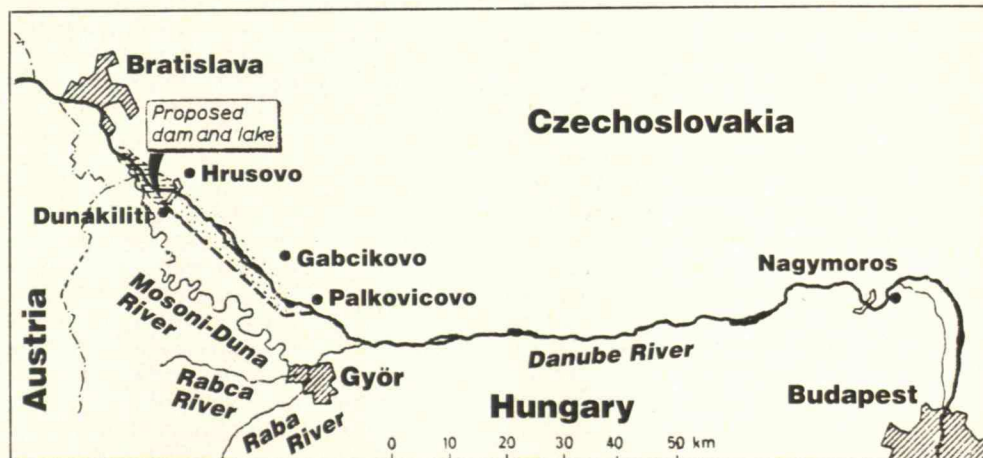 Bratislava
Proposed
dam and lake
Czechoslovakia
Hrusovo
Dunakiliti
Gabcikovo
Nagymoros
Palkovicovo
Mosoni-Duna
River
Austria
Danube River
Rabca
River
Györ
Budapest
Hungary
Raba
River
0 10 20 30 40 50 km